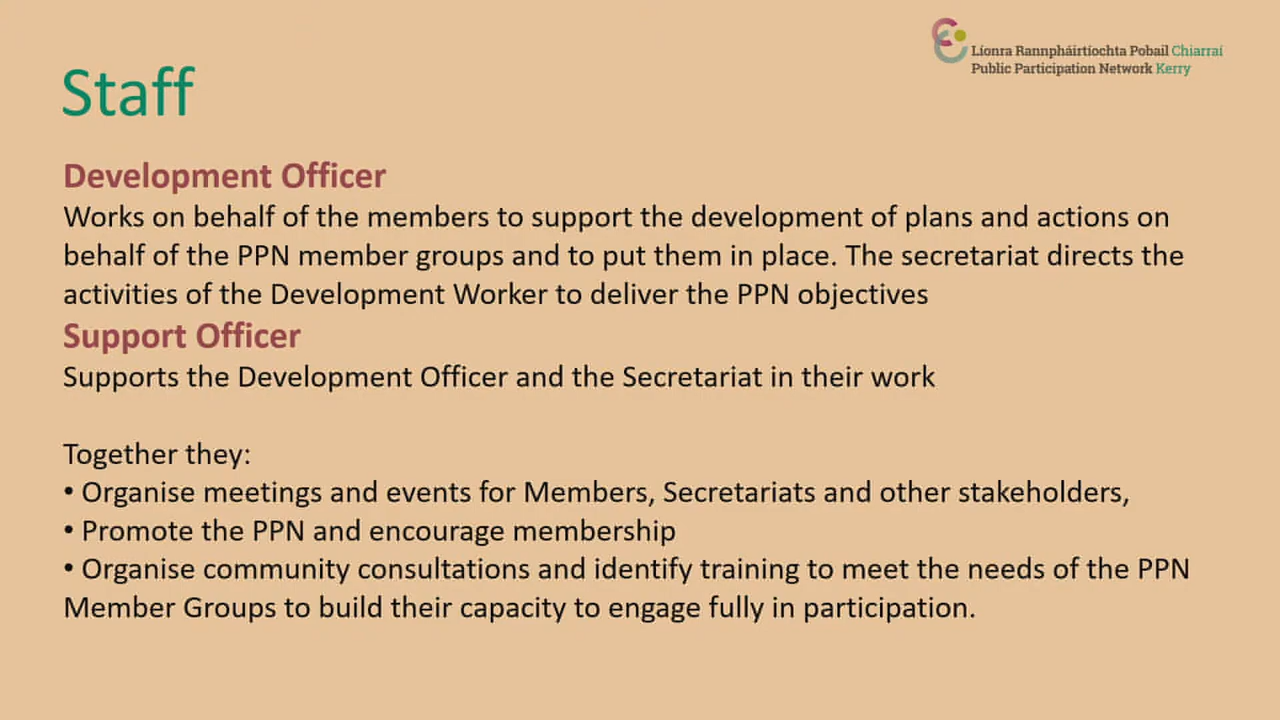 Líonra Rannpháirtíochta Pobail Chiarraí
Public Participation Network Kerry
Staff
Development Officer
Works on behalf of the members to support the development of plans and actions on
behalf of the PPN member groups and to put them in place. The secretariat directs the
activities of the Development Worker to deliver the PPN objectives
Support Officer
Supports the Development Officer and the Secretariat in their work
Together they:
• Organise meetings and events for Members, Secretariats and other stakeholders,
• Promote the PPN and encourage membership
• Organise community consultations and identify training to meet the needs of the PPN
Member Groups to build their capacity to engage fully in participation.